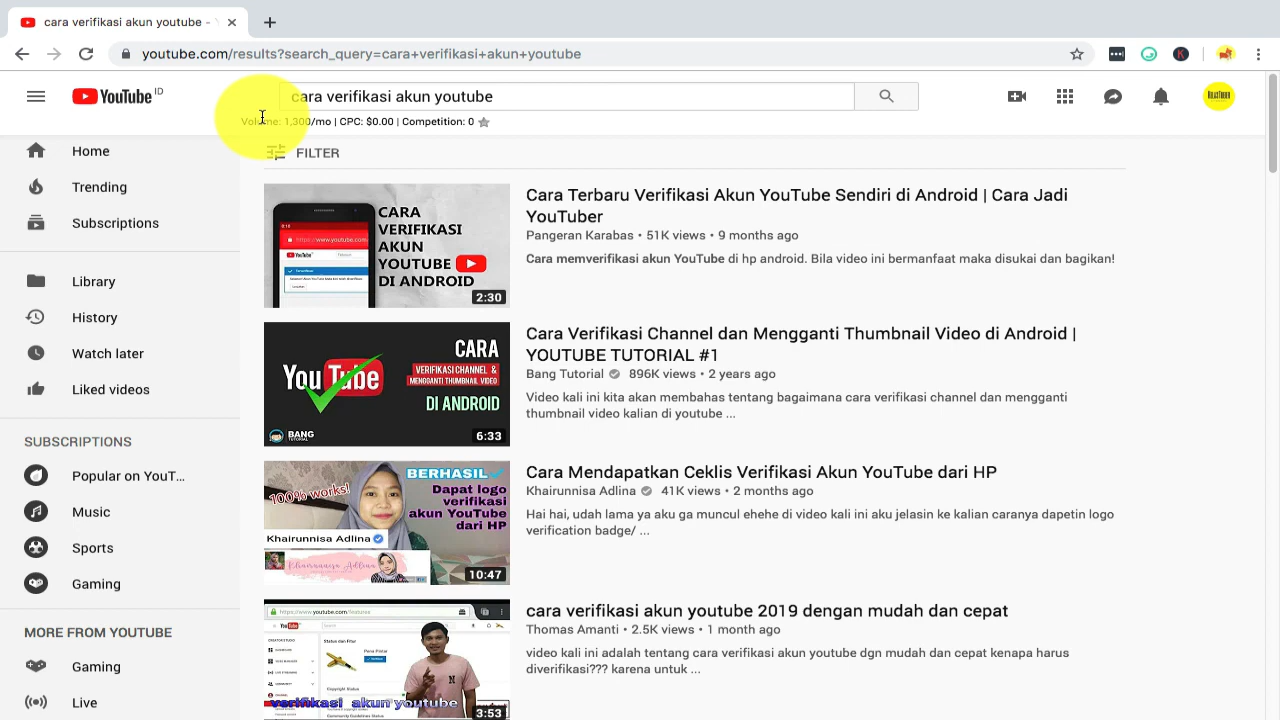 cara verifikasi akun youtube -
youtube.com/results?search_query=cara+verifikasi+akun+youtube
YouTube ID
cara verifikasi akun youtube
Volume: 1,300/mo | CPC: $0.00 | Competition: 0
Home
Trending
Subscriptions
Library
History
Watch later
Liked videos
SUBSCRIPTIONS
Popular on YouT...
Music
Sports
Gaming
MORE FROM YOUTUBE
Gaming
Live
FILTER
CARA
VERIFIKASI
AKUN
YOUTUBE
DI ANDROID
2:30
Cara Terbaru Verifikasi Akun YouTube Sendiri di Android | Cara Jadi
YouTuber
Pangeran Karabas • 51K views • 9 months ago
Cara memverifikasi akun YouTube di hp android. Bila video ini bermanfaat maka disukai dan bagikan!
YouTube
CARA
VERIFIKASI CHANNEL &
MENGGANTI THUMBNAIL VIDEO
DI ANDROID
BANG
TUTORIAL
6:33
Cara Verifikasi Channel dan Mengganti Thumbnail Video di Android |
YOUTUBE TUTORIAL #1
Bang Tutorial 896K views • 2 years ago
Video kali ini kita akan membahas tentang bagaimana cara verifikasi channel dan mengganti
thumbnail video kalian di youtube ...
BERHASIL
100% works!
Dapat logo
verifikasi
akun YouTube
dari HP
Khairunnisa Adlina
Khairunnisa Adlina
10:47
Cara Mendapatkan Ceklis Verifikasi Akun YouTube dari HP
Khairunnisa Adlina 41K views • 2 months ago
Hai hai, udah lama ya aku ga muncul ehehe di video kali ini aku jelasin ke kalian caranya dapetin logo
verification badge/ ...
https://www.youtube.com/features
Status dan Fitur
Copyright Status
verifikasi akun youtube
3:53
cara verifikasi akun youtube 2019 dengan mudah dan cepat
Thomas Amanti • 2.5K views • 1 month ago
video kali ini adalah tentang cara verifikasi akun youtube dgn mudah dan cepat kenapa harus
diverifikasi??? karena untuk ...